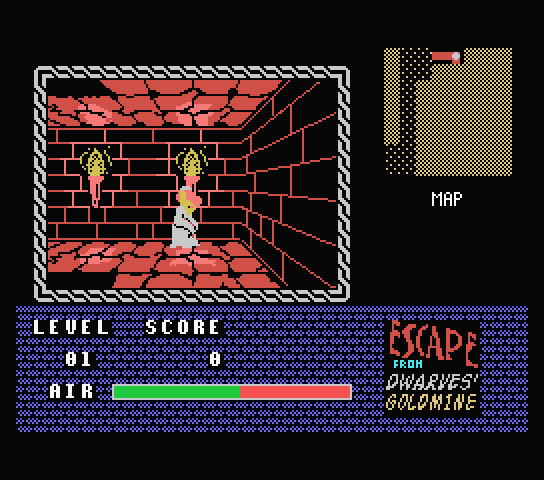 MAP
LEVEL SCORE
01 0
AIR
ESCAPE
FROM
DWARVES'
GOLDMINE